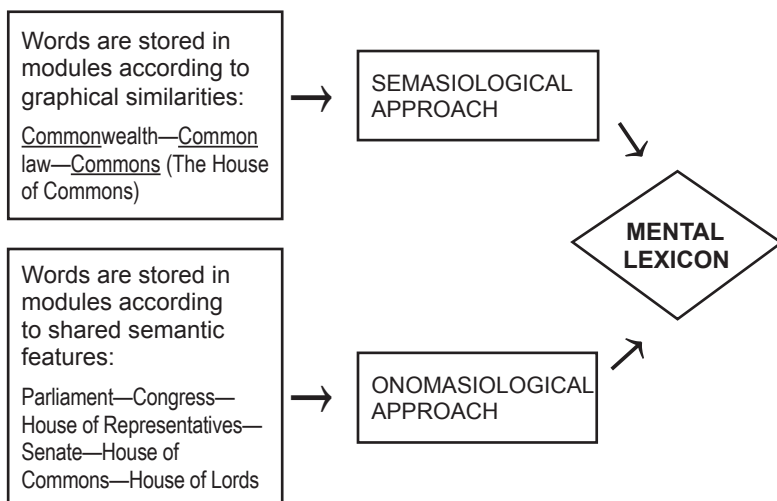 Words are stored in
modules according to
graphical similarities:
Commonwealth—Common
law—Commons (The House
of Commons)
SEMASIOLOGICAL
APPROACH
MENTAL
LEXICON
Words are stored in
modules according
to shared semantic
features:
Parliament—Congress—
House of Representatives—
Senate—House of
Commons—House of Lords
ONOMASIOLOGICAL
APPROACH